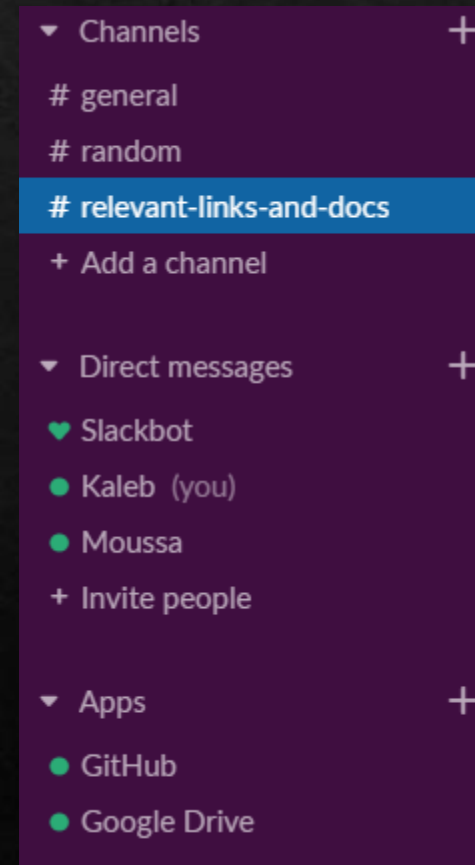 Channels +
# general
# random
# relevant-links-and-docs
+ Add a channel
Direct messages +
Slackbot
Kaleb (you)
Moussa
+ Invite people
Apps +
GitHub
Google Drive